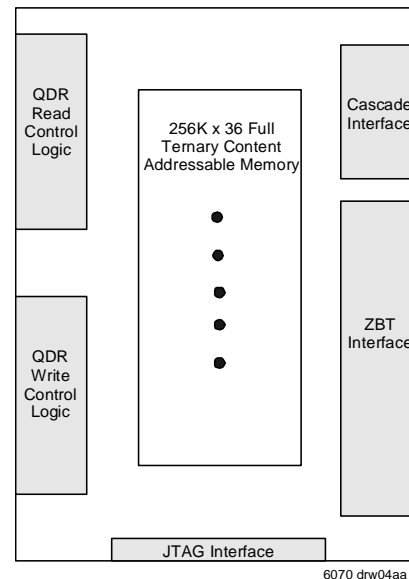 QDR
Read
Control
Logic
256K x 36 Full
Ternary Content
Addressable Memory
Cascade
Interface
QDR
Write
Control
Logic
ZBT
Interface
JTAG Interface
6070 drw04aa